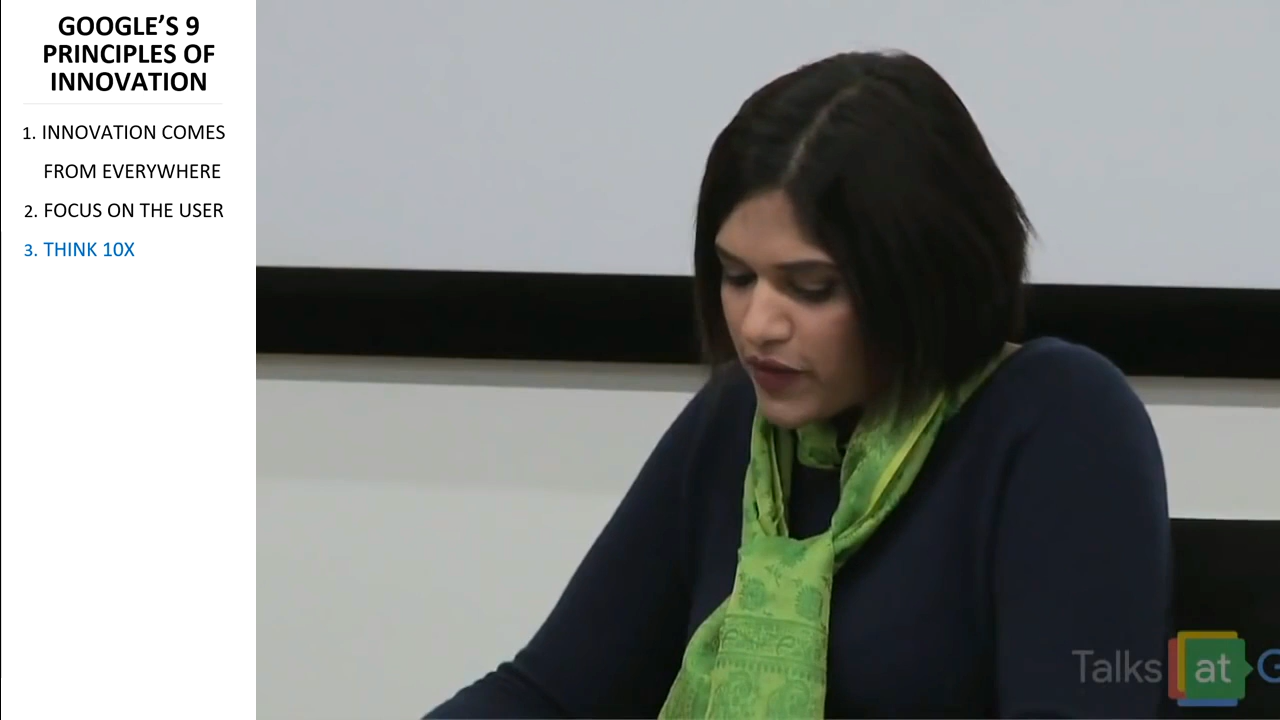 GOOGLE’S 9
PRINCIPLES OF
INNOVATION
1. INNOVATION COMES
FROM EVERYWHERE
2. FOCUS ON THE USER
3. THINK 10X
Talks at G